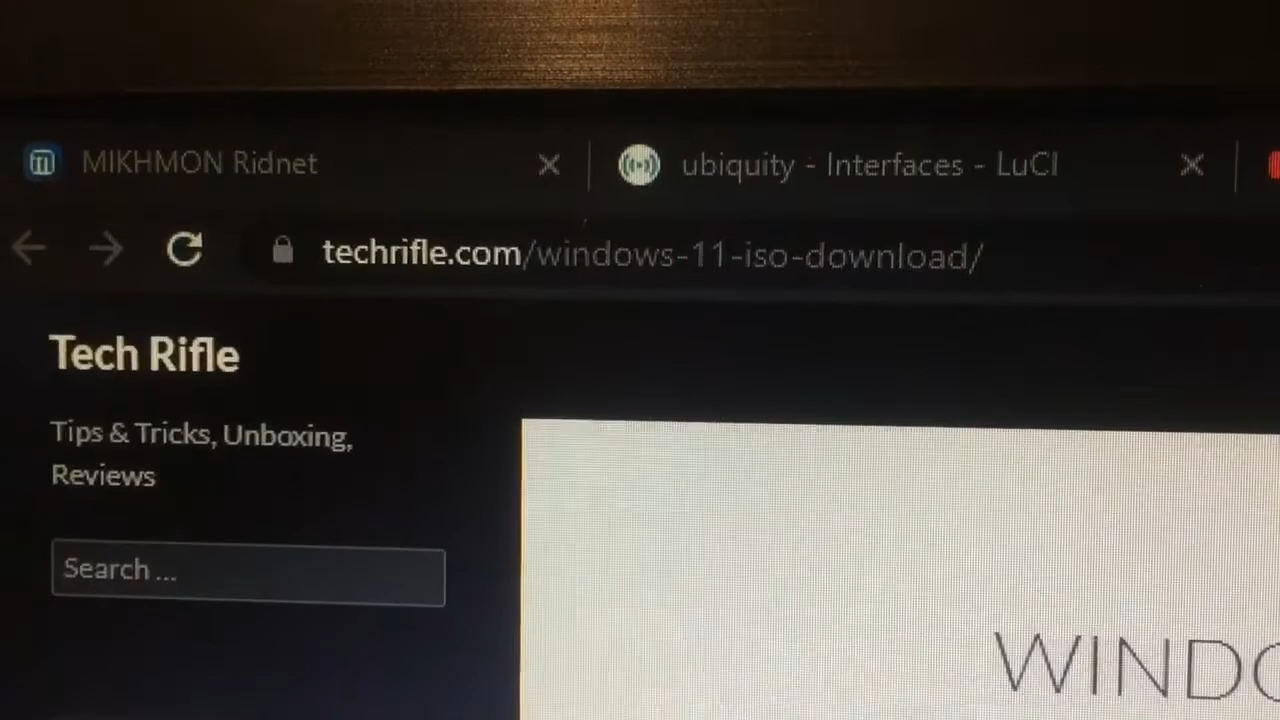 MIKHMON Ridnet
ubiquity - Interfaces - LuCI
techrifle.com/windows-11-iso-download/
Tech Rifle
Tips & Tricks, Unboxing,
Reviews
Search ...
WINDO